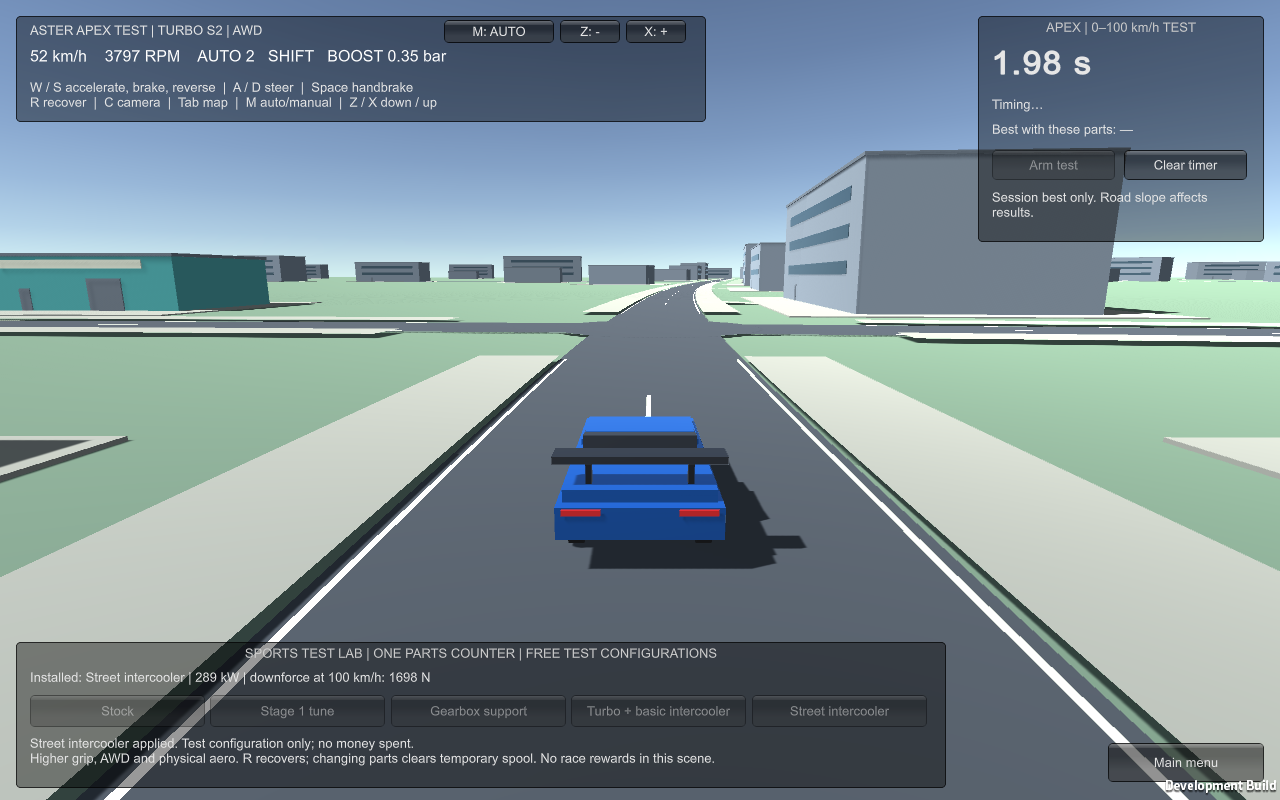 ASTER APEX TEST | TURBO S2 | AWD
M: AUTO
Z: -
X: +
52 km/h 3797 RPM AUTO 2 SHIFT BOOST 0.35 bar
W / S accelerate, brake, reverse | A / D steer | Space handbrake
R recover | C camera | Tab map | M auto/manual | Z / X down / up
APEX | 0–100 km/h TEST
1.98 s
Timing…
Best with these parts: —
Arm test
Clear timer
Session best only. Road slope affects
results.
SPORTS TEST LAB | ONE PARTS COUNTER | FREE TEST CONFIGURATIONS
Installed: Street intercooler | 289 kW | downforce at 100 km/h: 1698 N
Stock
Stage 1 tune
Gearbox support
Turbo + basic intercooler
Street intercooler
Street intercooler applied. Test configuration only; no money spent.
Higher grip, AWD and physical aero. R recovers; changing parts clears temporary spool. No race rewards in this scene.
Main menu
Development Build